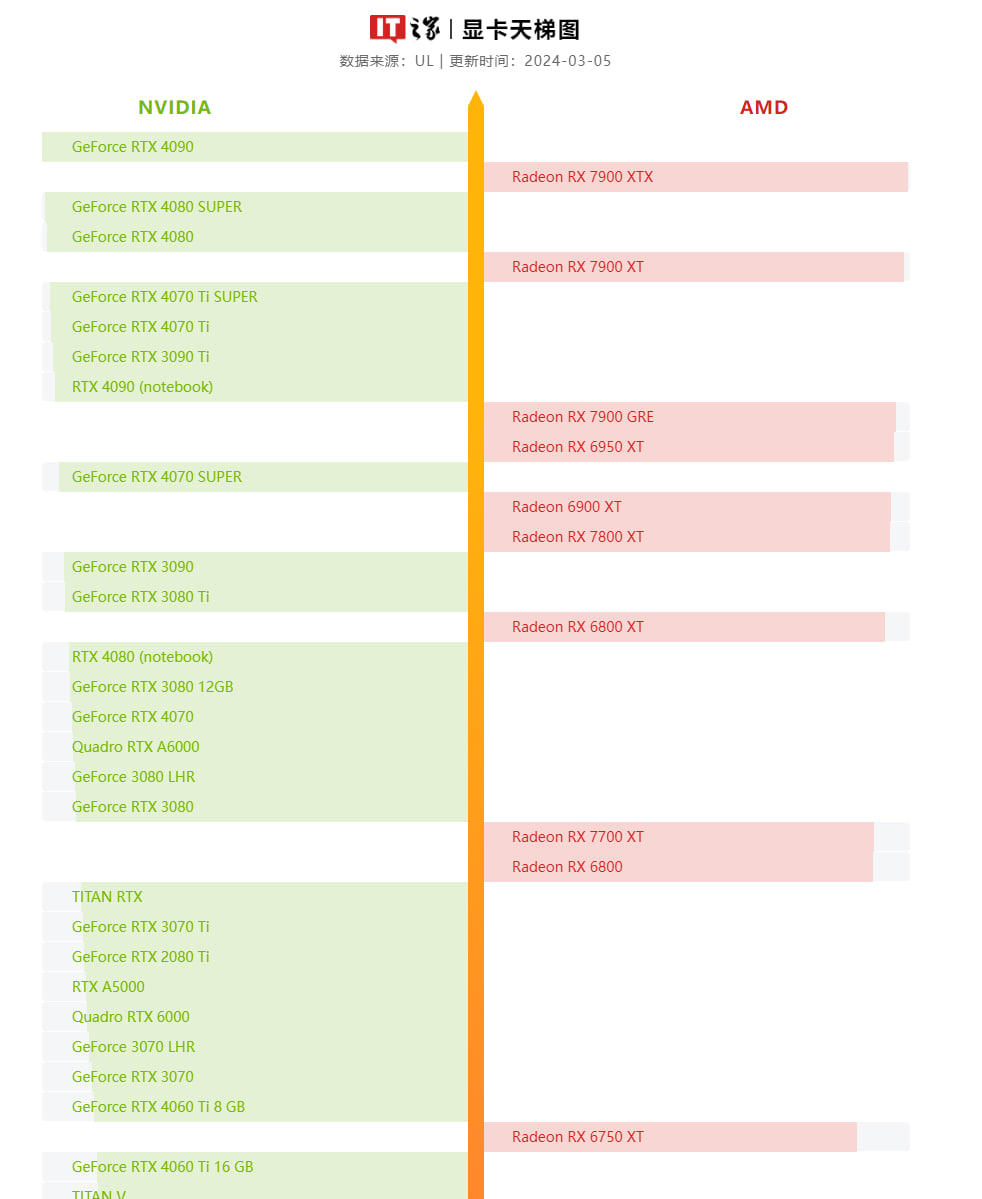 IT之家 | 显卡天梯图
数据来源：UL | 更新时间：2024-03-05
NVIDIA
AMD
GeForce RTX 4090
Radeon RX 7900 XTX
GeForce RTX 4080 SUPER
GeForce RTX 4080
Radeon RX 7900 XT
GeForce RTX 4070 Ti SUPER
GeForce RTX 4070 Ti
GeForce RTX 3090 Ti
RTX 4090 (notebook)
Radeon RX 7900 GRE
Radeon RX 6950 XT
GeForce RTX 4070 SUPER
Radeon 6900 XT
Radeon RX 7800 XT
GeForce RTX 3090
GeForce RTX 3080 Ti
Radeon RX 6800 XT
RTX 4080 (notebook)
GeForce RTX 3080 12GB
GeForce RTX 4070
Quadro RTX A6000
GeForce 3080 LHR
GeForce RTX 3080
Radeon RX 7700 XT
Radeon RX 6800
TITAN RTX
GeForce RTX 3070 Ti
GeForce RTX 2080 Ti
RTX A5000
Quadro RTX 6000
GeForce 3070 LHR
GeForce RTX 3070
GeForce RTX 4060 Ti 8 GB
Radeon RX 6750 XT
GeForce RTX 4060 Ti 16 GB
TITAN V